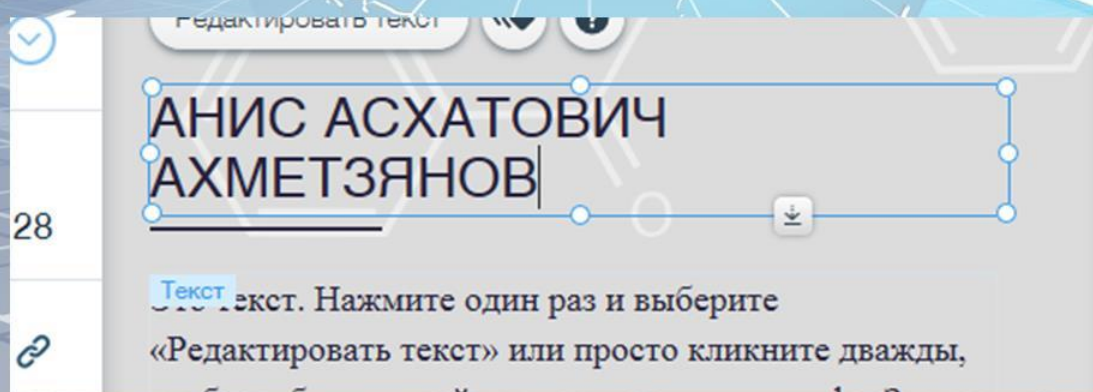 Редактировать текст
АНИС АСХАТОВИЧ
АХМЕТЗЯНОВ
28
Текст
текст. Нажмите один раз и выберите
«Редактировать текст» или просто кликните дважды,